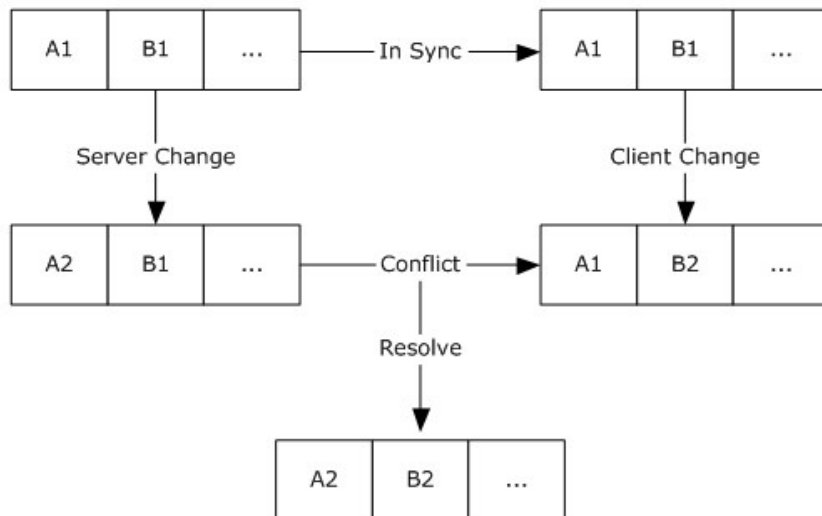 A1 B1 ... In Sync A1 B1 ...
Server Change Client Change
A2 B1 ... Conflict A1 B2 ...
Resolve
A2 B2 ...